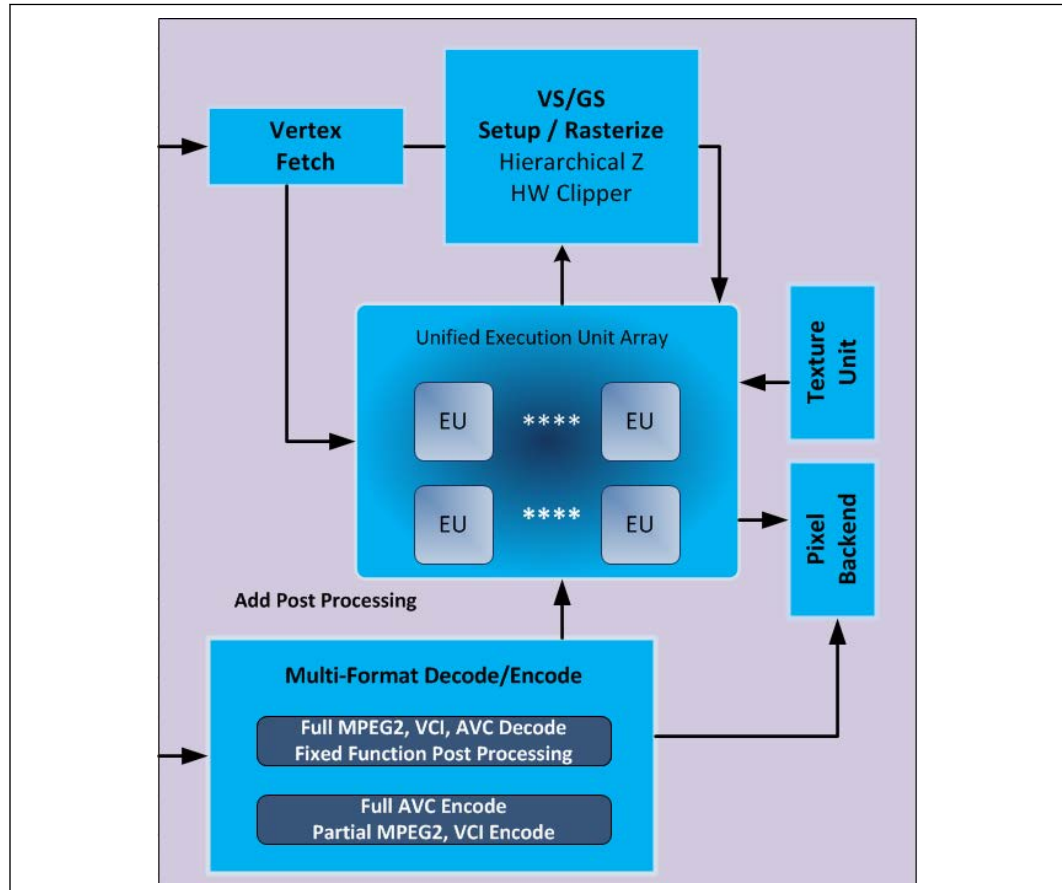 VS/GS
Setup / Rasterize
Hierarchical Z
HW Clipper
Vertex
Fetch
Unified Execution Unit Array
EU
****
EU
EU
****
EU
Texture
Unit
Pixel
Backend
Add Post Processing
Multi-Format Decode/Encode
Full MPEG2, VCI, AVC Decode
Fixed Function Post Processing
Full AVC Encode
Partial MPEG2, VCI Encode